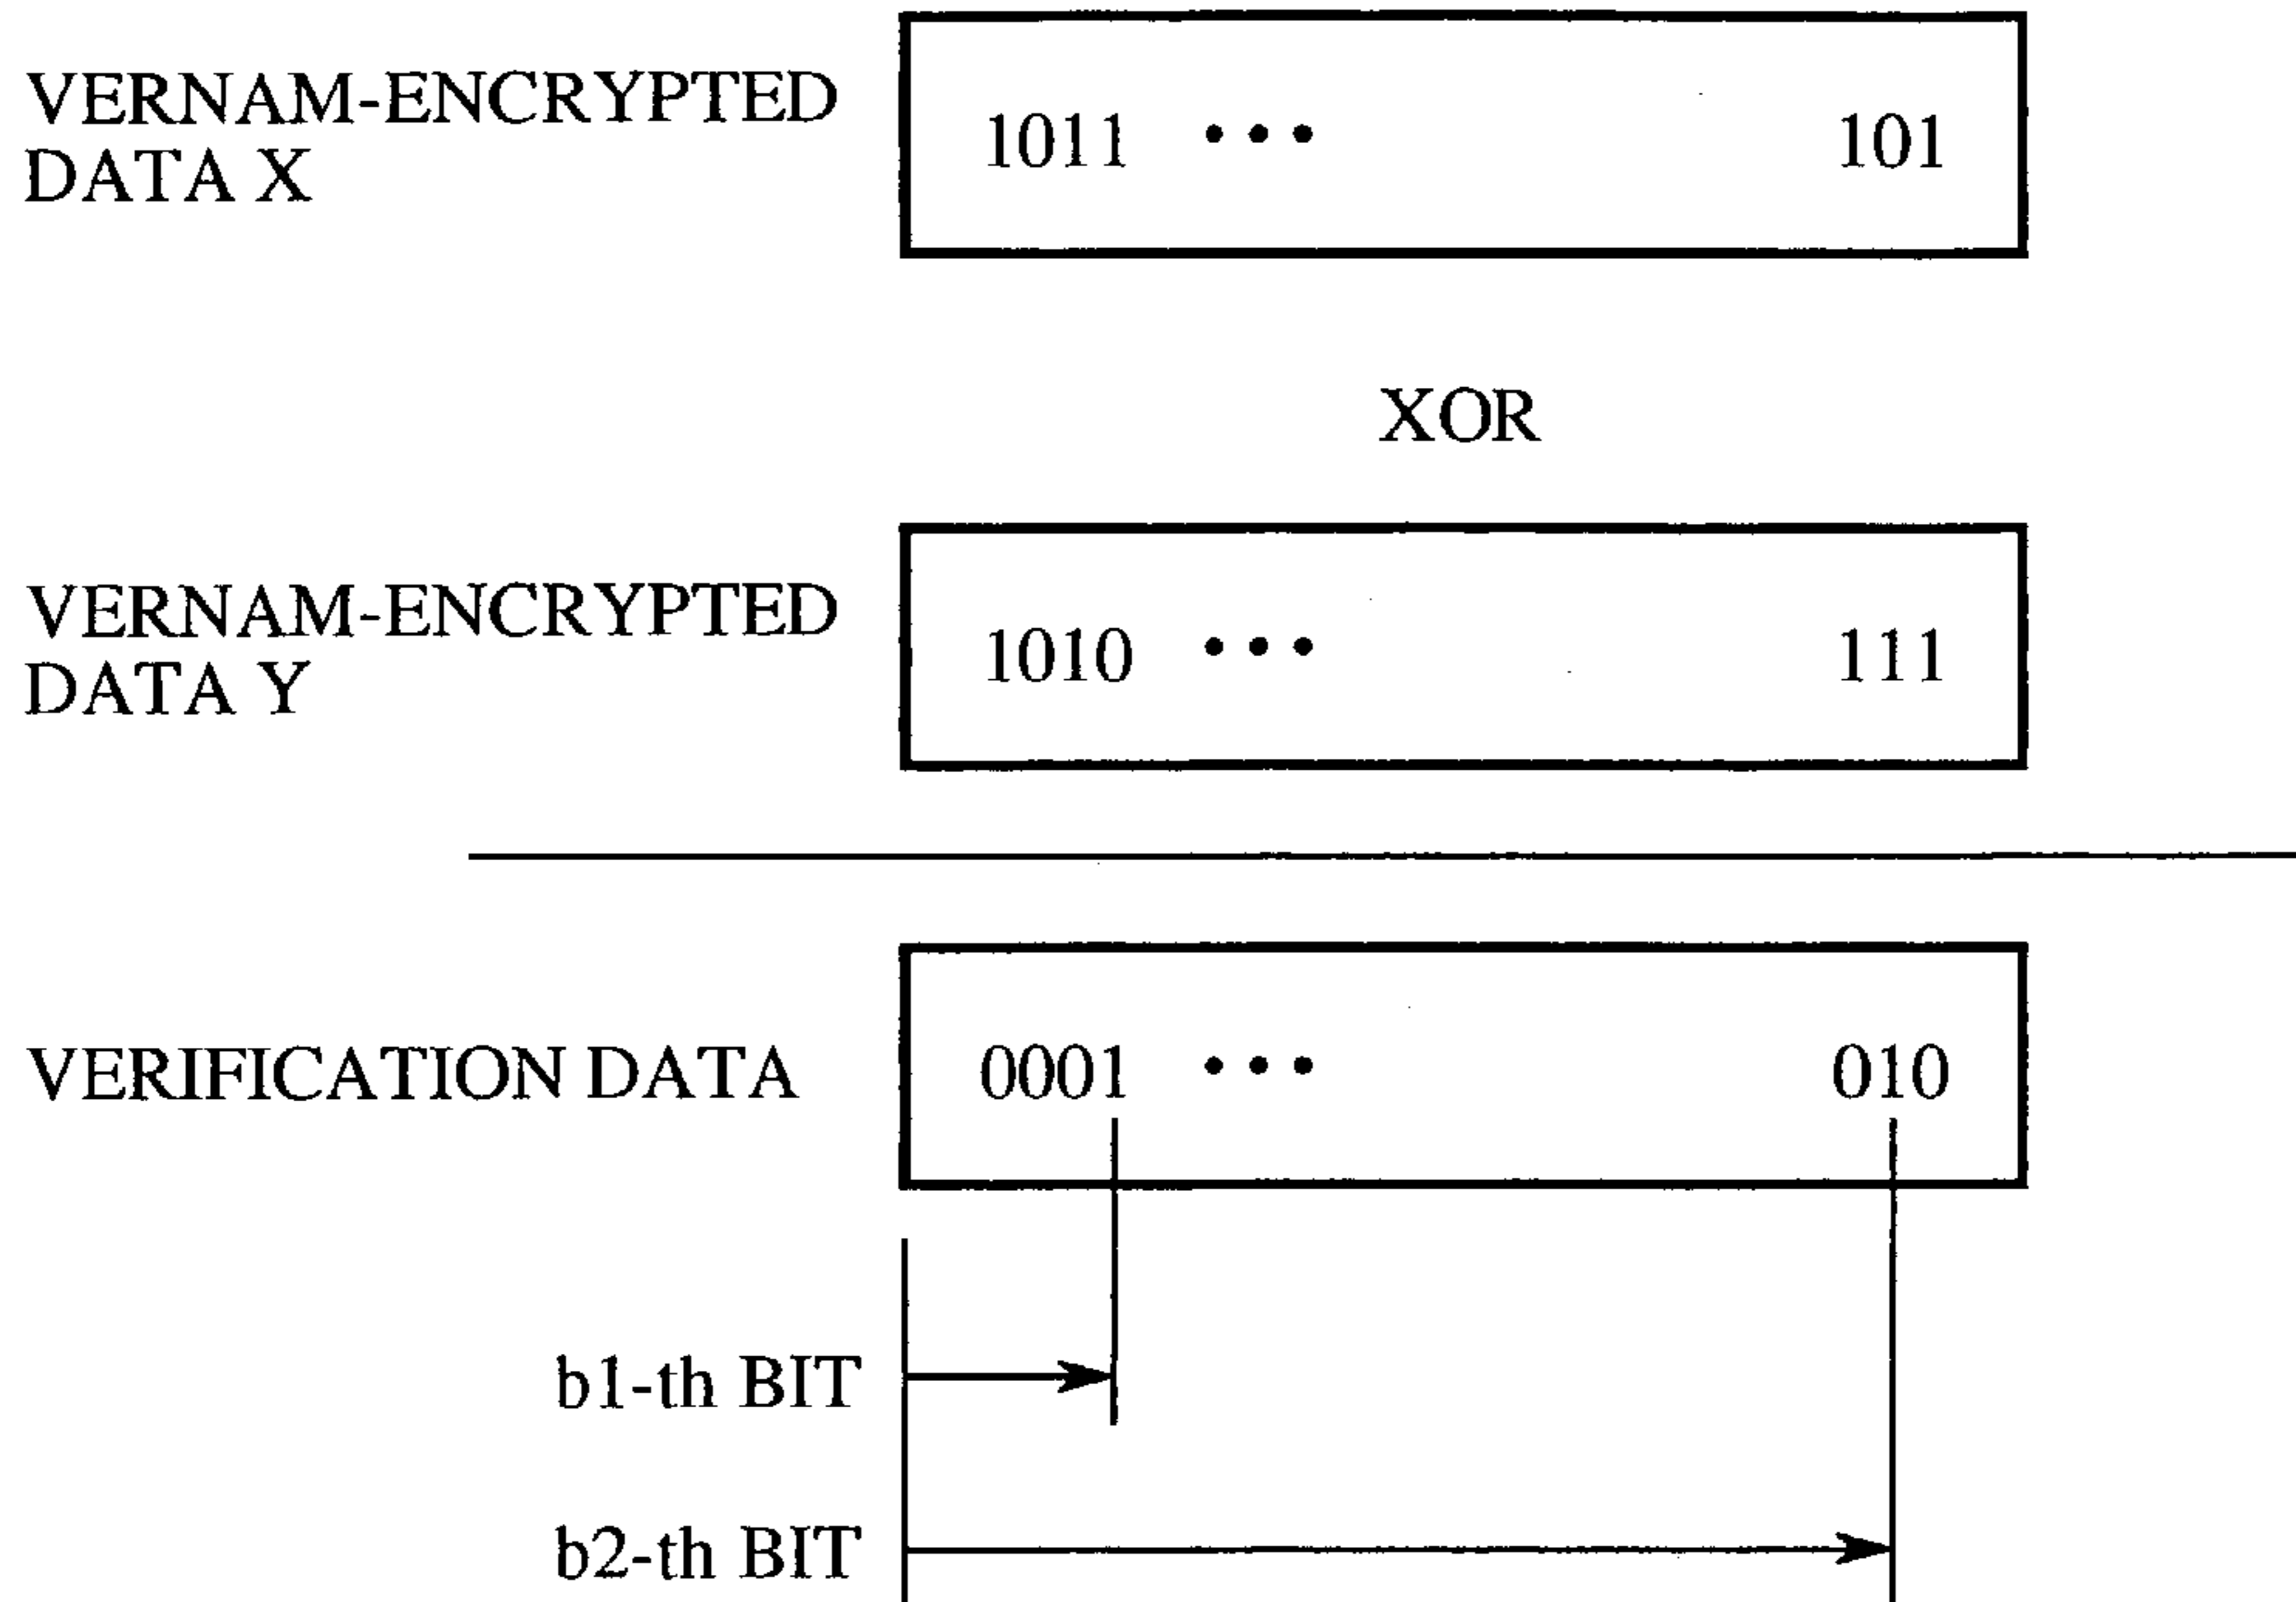 VERNAM-ENCRYPTED
DATA X
1011 ••• 101
XOR
VERNAM-ENCRYPTED
DATA Y
1010 ••• 111
VERIFICATION DATA 0001 ••• 010
b1-th BIT
b2-th BIT